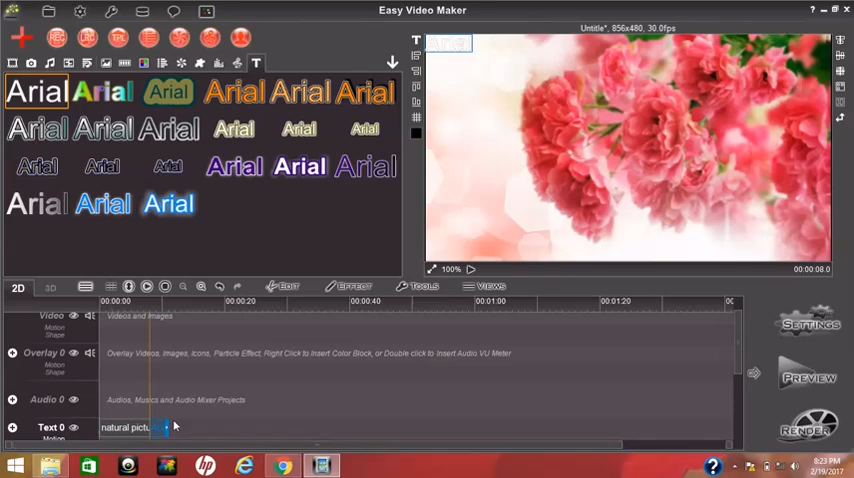 Easy Video Maker
REC LRC TPL
Untitle*, 856x480, 30.0fps
T
T
Arial
Arial Arial Arial Arial Arial Arial
Arial Arial Arial Arial Arial Arial
Arial Arial Arial Arial Arial Arial
Arial Arial Arial
100%
00:00:08.0
2D 3D
EDIT EFFECT TOOLS VIEWS
00:00:00 00:00:20 00:00:40 00:01:00 00:01:20
Video Videos and Images
Motion
Shape
Overlay 0 Overlay Videos, Images, Icons, Particle Effect, Right Click to Insert Color Block, or Double click to Insert Audio VU Meter
Motion
Shape
Audio 0 Audios, Musics and Audio Mixer Projects
Text 0 natural pictu
Motion
SETTINGS
PREVIEW
RENDER
hp
8:23 PM
2/19/2017